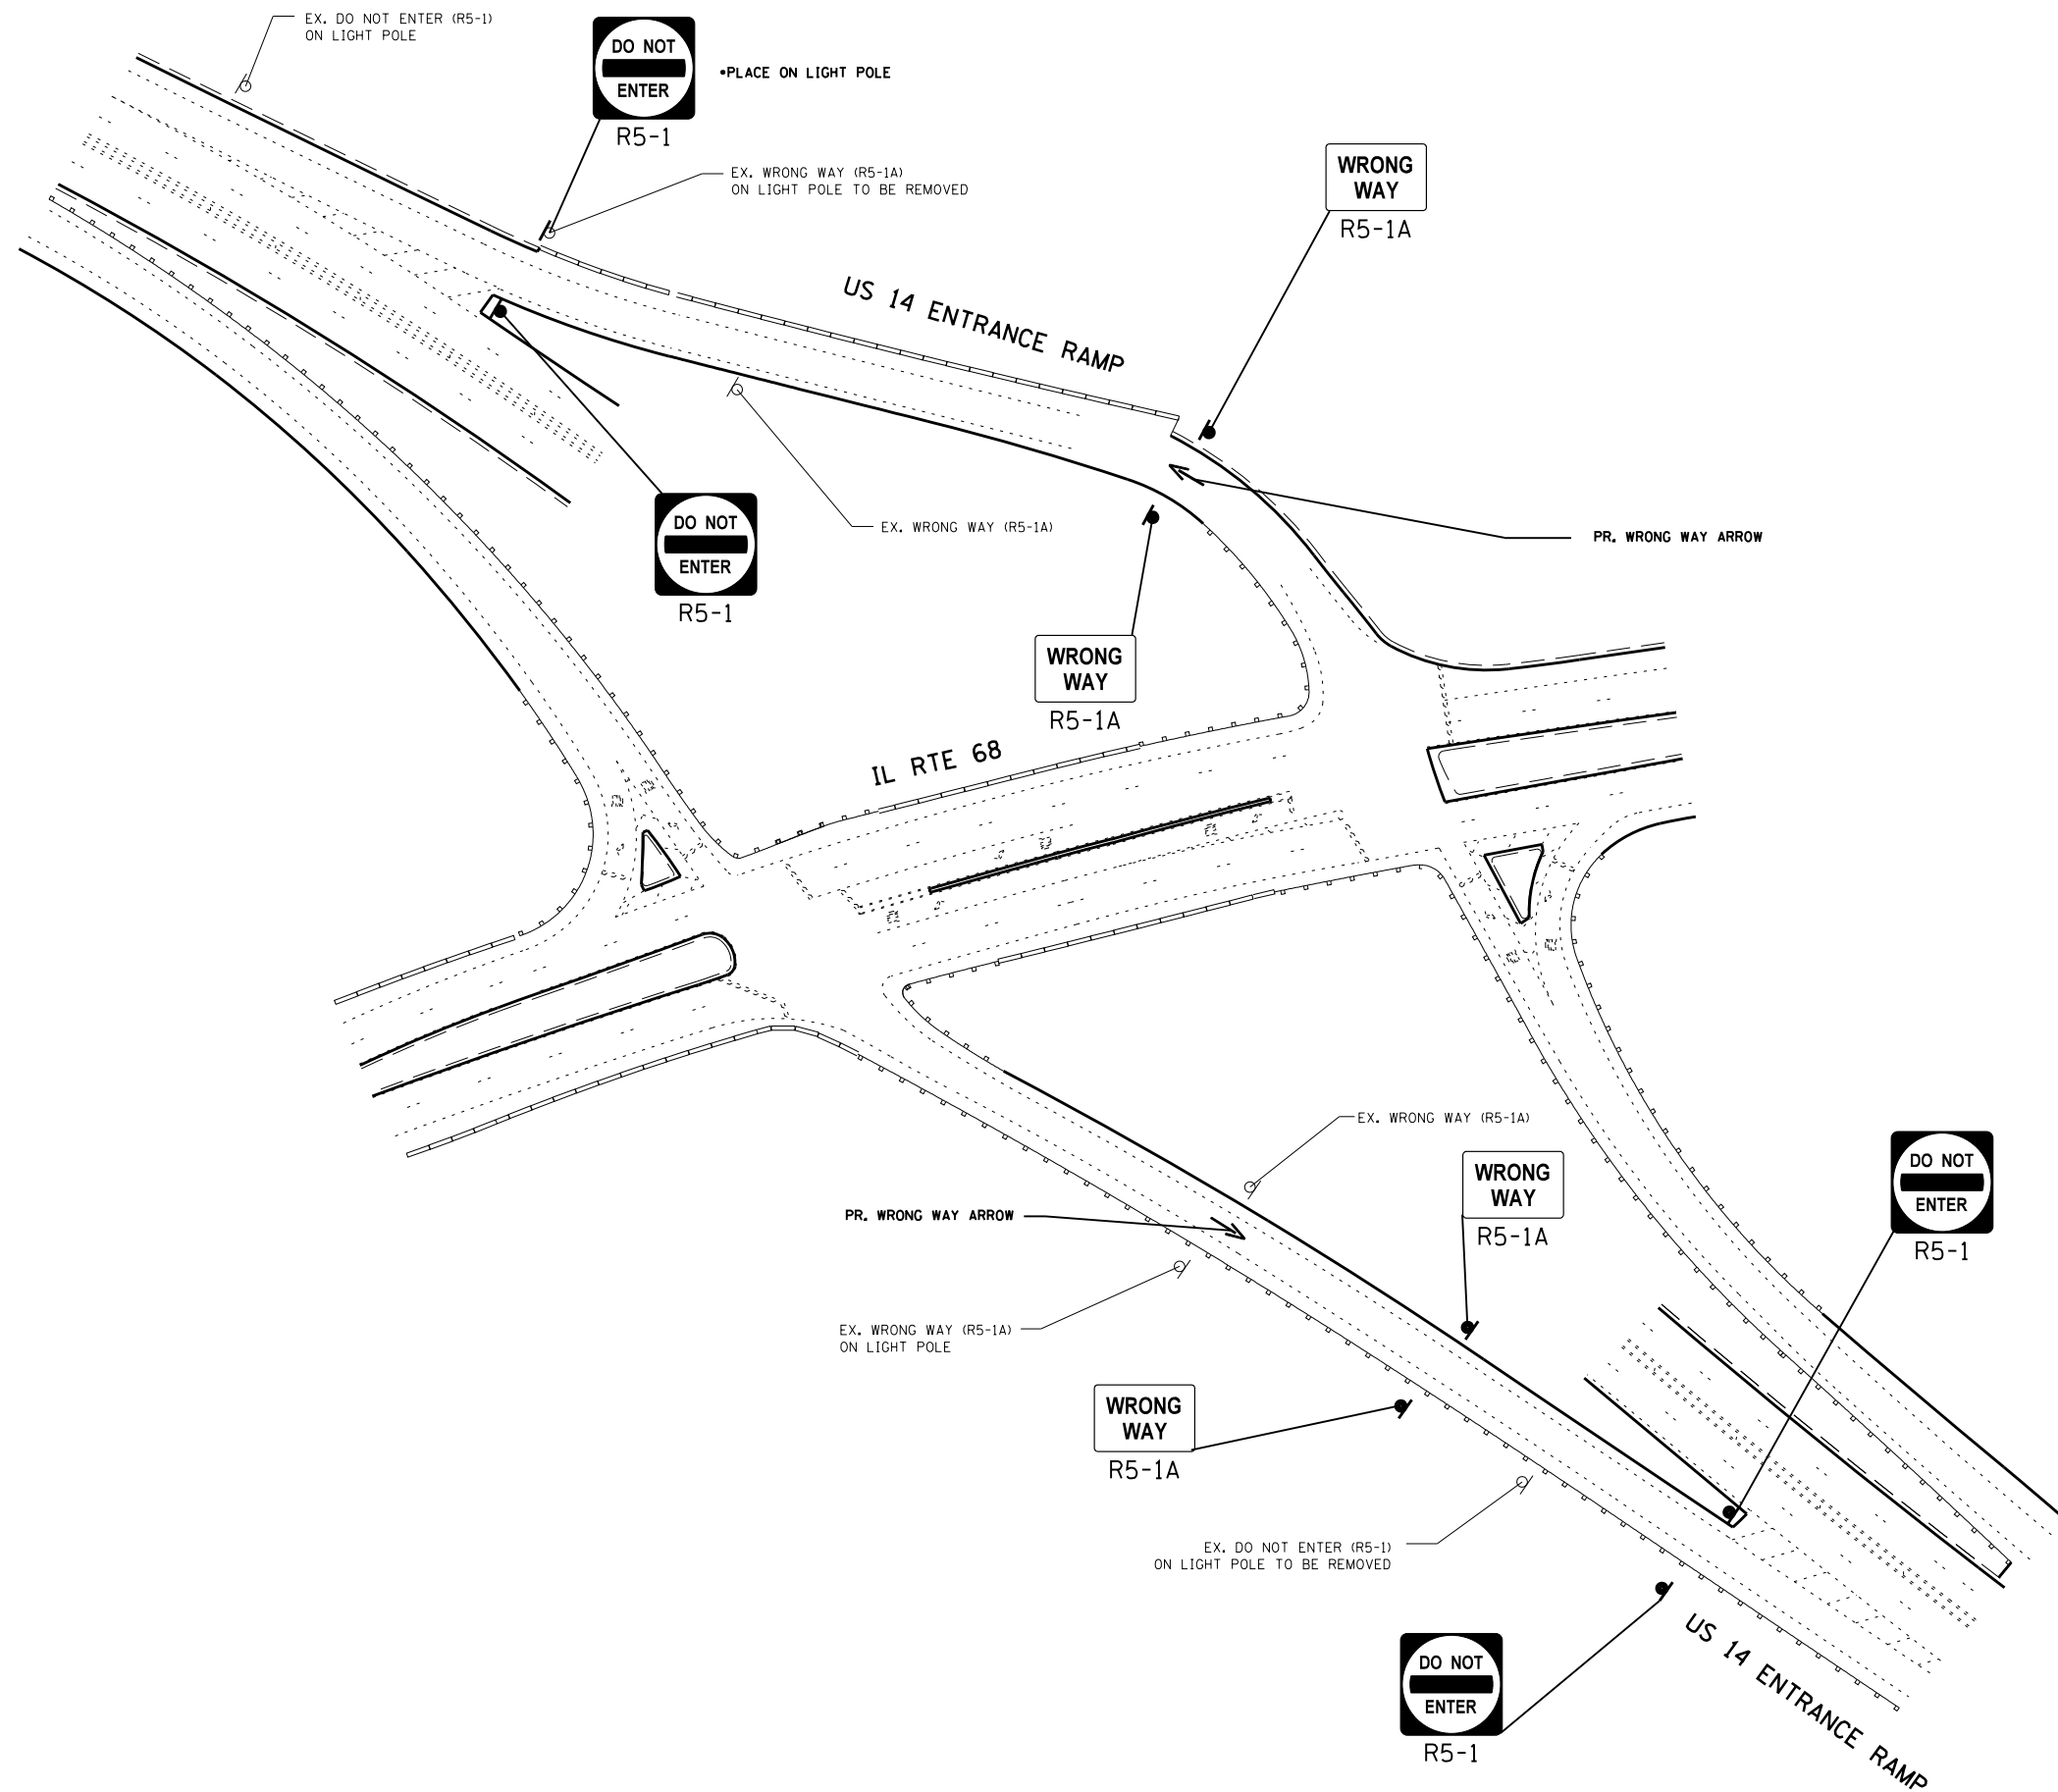 EX. DO NOT ENTER (R5-1)
ON LIGHT POLE
DO NOT
ENTER
R5-1
•PLACE ON LIGHT POLE
EX. WRONG WAY (R5-1A)
ON LIGHT POLE TO BE REMOVED
WRONG
WAY
R5-1A
US 14 ENTRANCE RAMP
DO NOT
ENTER
R5-1
EX. WRONG WAY (R5-1A)
PR. WRONG WAY ARROW
WRONG
WAY
R5-1A
IL RTE 68
EX. WRONG WAY (R5-1A)
WRONG
WAY
R5-1A
DO NOT
ENTER
R5-1
PR. WRONG WAY ARROW
EX. WRONG WAY (R5-1A)
ON LIGHT POLE
WRONG
WAY
R5-1A
EX. DO NOT ENTER (R5-1)
ON LIGHT POLE TO BE REMOVED
DO NOT
ENTER
R5-1
US 14 ENTRANCE RAMP